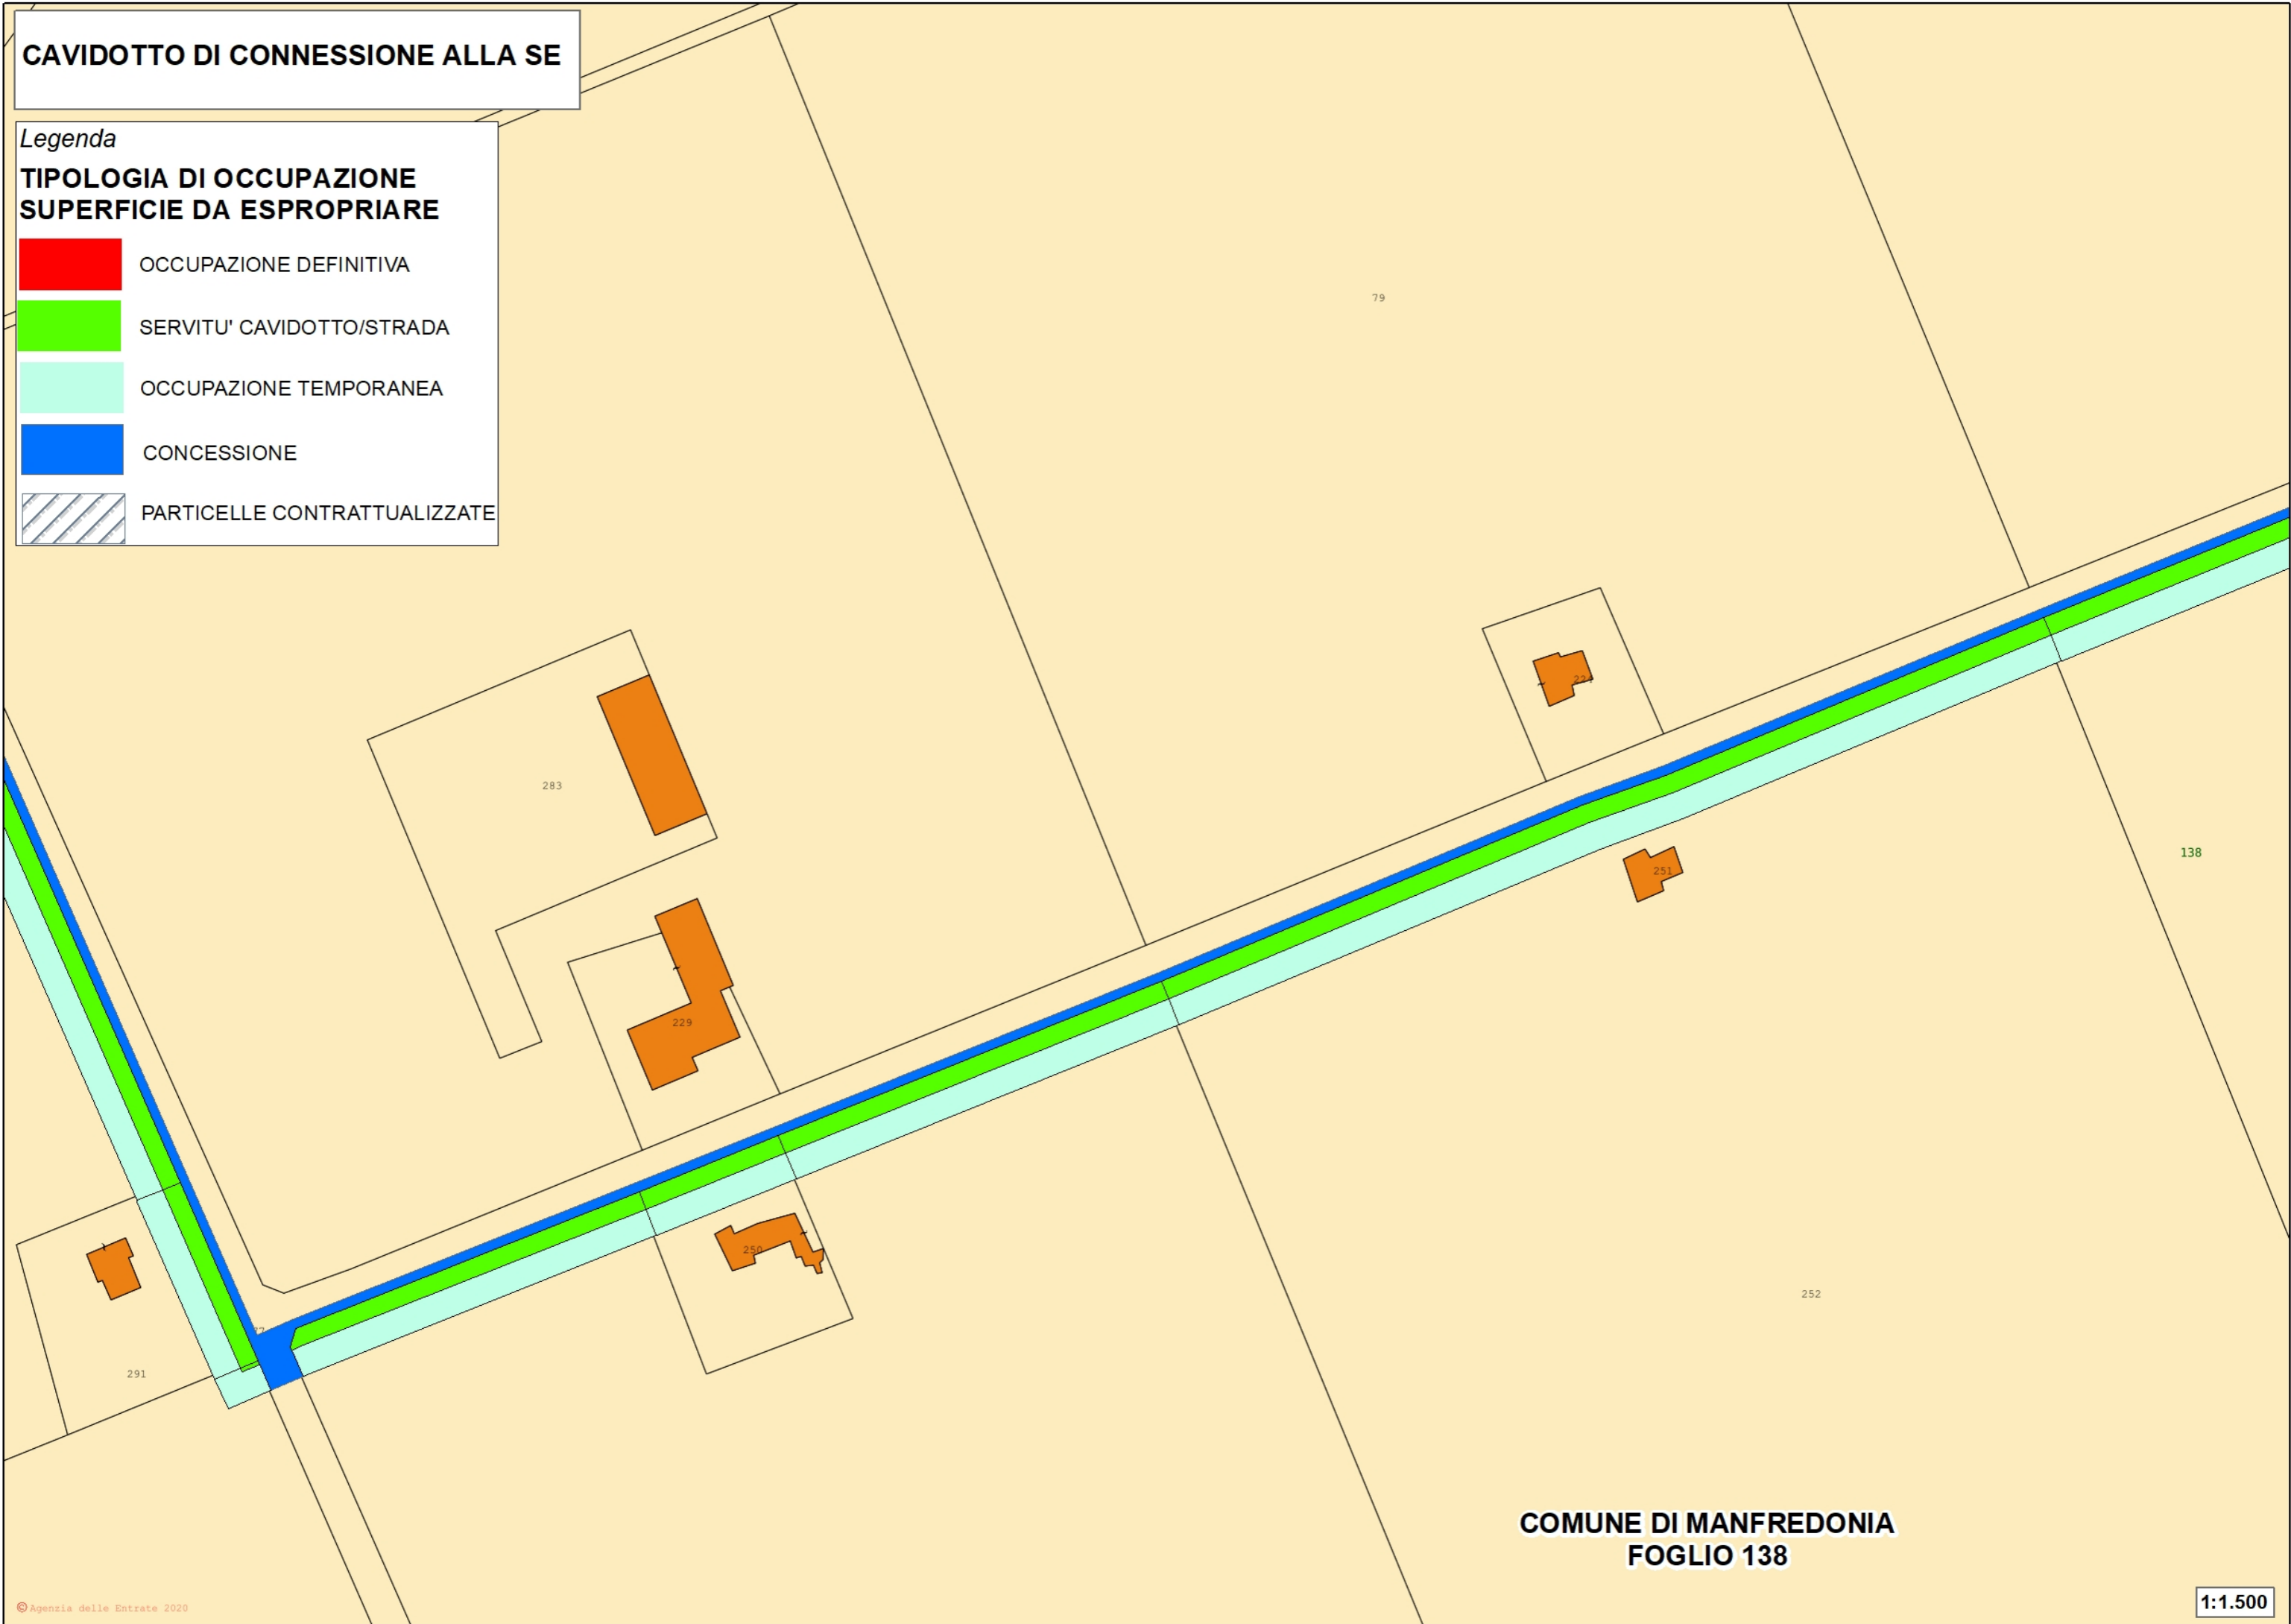 CAVIDOTTO DI CONNESSIONE ALLA SE
Legenda
TIPOLOGIA DI OCCUPAZIONE
SUPERFICIE DA ESPROPRIARE
OCCUPAZIONE DEFINITIVA
SERVITU' CAVIDOTTO/STRADA
OCCUPAZIONE TEMPORANEA
CONCESSIONE
PARTICELLE CONTRATTUALIZZATE
79
224
283
138
251
229
250
252
291
COMUNE DI MANFREDONIA
FOGLIO 138
1:1.500
© Agenzia delle Entrate 2020